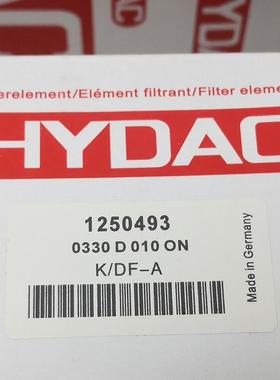 erelement/Elément filtrant/Filter eleme
HYDAC
1250493
0330 D 010 ON
K/DF-A
Made in Germany